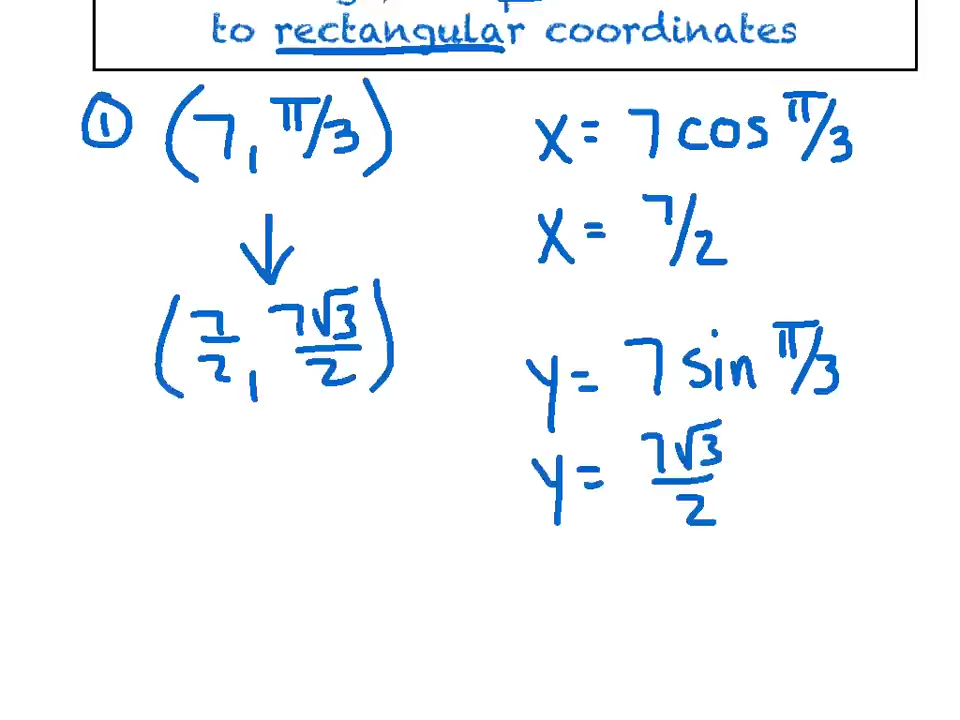 to rectangular coordinates
① (7, π/3)
↓
(7/2, 7√3/2)
x = 7 cos π/3
x = 7/2
y = 7 sin π/3
y = 7√3/2